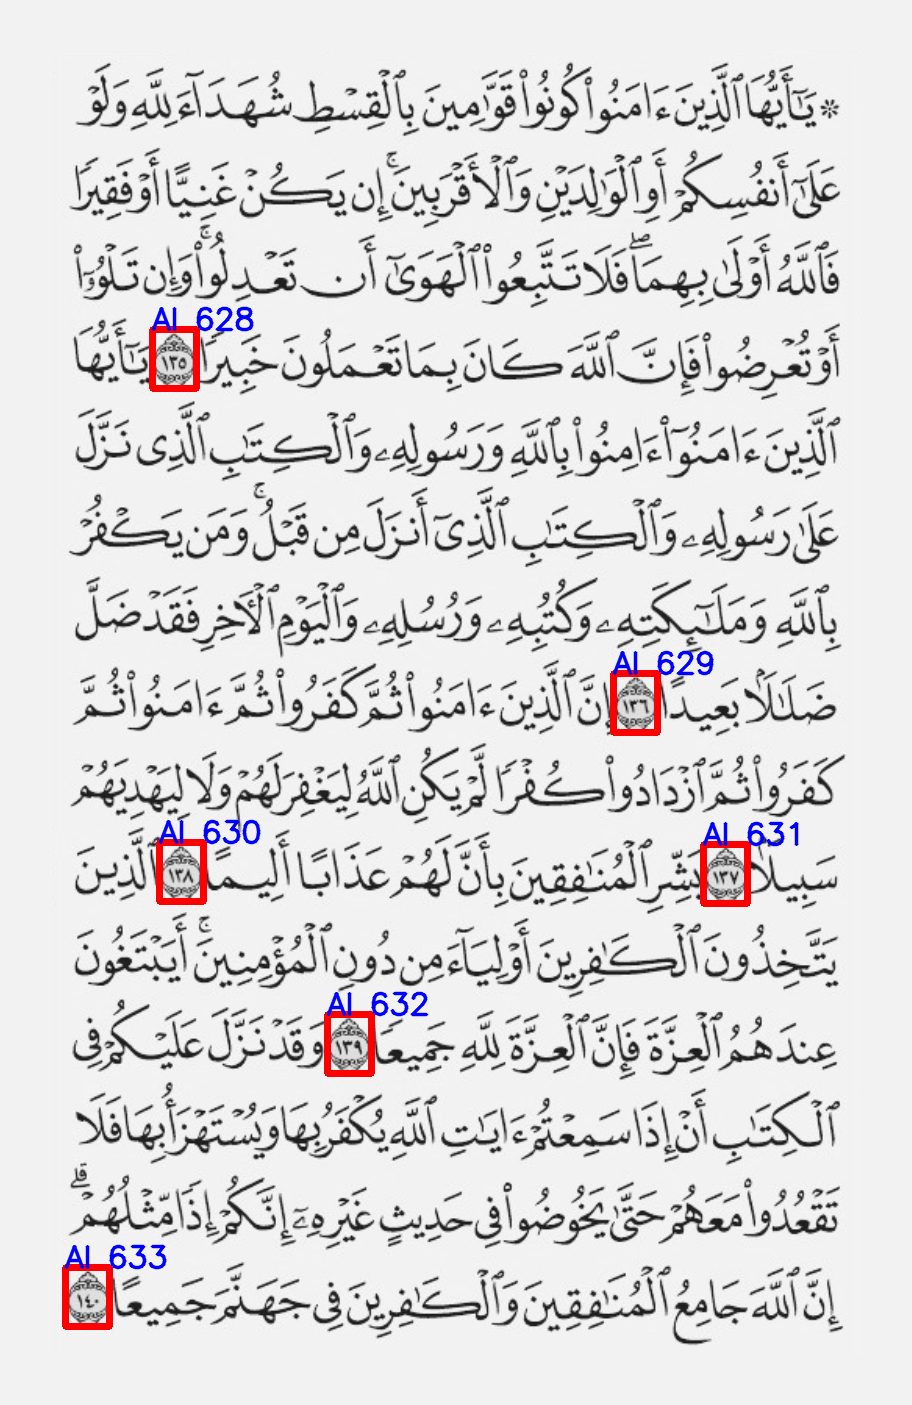 ۞ يَـٰٓأَيُّهَا ٱلَّذِينَ ءَامَنُوا۟ كُونُوا۟ قَوَّٰمِينَ بِٱلْقِسْطِ شُهَدَآءَ لِلَّهِ وَلَوْ
عَلَىٰٓ أَنفُسِكُمْ أَوِ ٱلْوَٰلِدَيْنِ وَٱلْأَقْرَبِينَ ۚ إِن يَكُنْ غَنِيًّا أَوْ فَقِيرًا
فَٱللَّهُ أَوْلَىٰ بِهِمَا ۖ فَلَا تَتَّبِعُوا۟ ٱلْهَوَىٰٓ أَن تَعْدِلُوا۟ ۚ وَإِن تَلْوُۥٓا۟
AI 628
أَوْ تُعْرِضُوا۟ فَإِنَّ ٱللَّهَ كَانَ بِمَا تَعْمَلُونَ خَبِيرًا ١٣٥ يَـٰٓأَيُّهَا
ٱلَّذِينَ ءَامَنُوٓا۟ ءَامِنُوا۟ بِٱللَّهِ وَرَسُولِهِۦ وَٱلْكِتَـٰبِ ٱلَّذِى نَزَّلَ
عَلَىٰ رَسُولِهِۦ وَٱلْكِتَـٰبِ ٱلَّذِىٓ أَنزَلَ مِن قَبْلُ ۚ وَمَن يَكْفُرْ
بِٱللَّهِ وَمَلَـٰٓئِكَتِهِۦ وَكُتُبِهِۦ وَرُسُلِهِۦ وَٱلْيَوْمِ ٱلْـَٔاخِرِ فَقَدْ ضَلَّ
AI 629
ضَلَـٰلًۢا بَعِيدًا ١٣٦ إِنَّ ٱلَّذِينَ ءَامَنُوا۟ ثُمَّ كَفَرُوا۟ ثُمَّ ءَامَنُوا۟ ثُمَّ
كَفَرُوا۟ ثُمَّ ٱزْدَادُوا۟ كُفْرًا لَّمْ يَكُنِ ٱللَّهُ لِيَغْفِرَ لَهُمْ وَلَا لِيَهْدِيَهُمْ
AI 631 AI 630
سَبِيلًۢا ١٣٧ بَشِّرِ ٱلْمُنَـٰفِقِينَ بِأَنَّ لَهُمْ عَذَابًا أَلِيمًا ١٣٨ ٱلَّذِينَ
يَتَّخِذُونَ ٱلْكَـٰفِرِينَ أَوْلِيَآءَ مِن دُونِ ٱلْمُؤْمِنِينَ ۚ أَيَبْتَغُونَ
AI 632
عِندَهُمُ ٱلْعِزَّةَ فَإِنَّ ٱلْعِزَّةَ لِلَّهِ جَمِيعًا ١٣٩ وَقَدْ نَزَّلَ عَلَيْكُمْ فِى
ٱلْكِتَـٰبِ أَنْ إِذَا سَمِعْتُمْ ءَايَـٰتِ ٱللَّهِ يُكْفَرُ بِهَا وَيُسْتَهْزَأُ بِهَا فَلَا
تَقْعُدُوا۟ مَعَهُمْ حَتَّىٰ يَخُوضُوا۟ فِى حَدِيثٍ غَيْرِهِۦٓ ۚ إِنَّكُمْ إِذًا مِّثْلُهُمْ ۗ
AI 633
إِنَّ ٱللَّهَ جَامِعُ ٱلْمُنَـٰفِقِينَ وَٱلْكَـٰفِرِينَ فِى جَهَنَّمَ جَمِيعًا ١٤٠